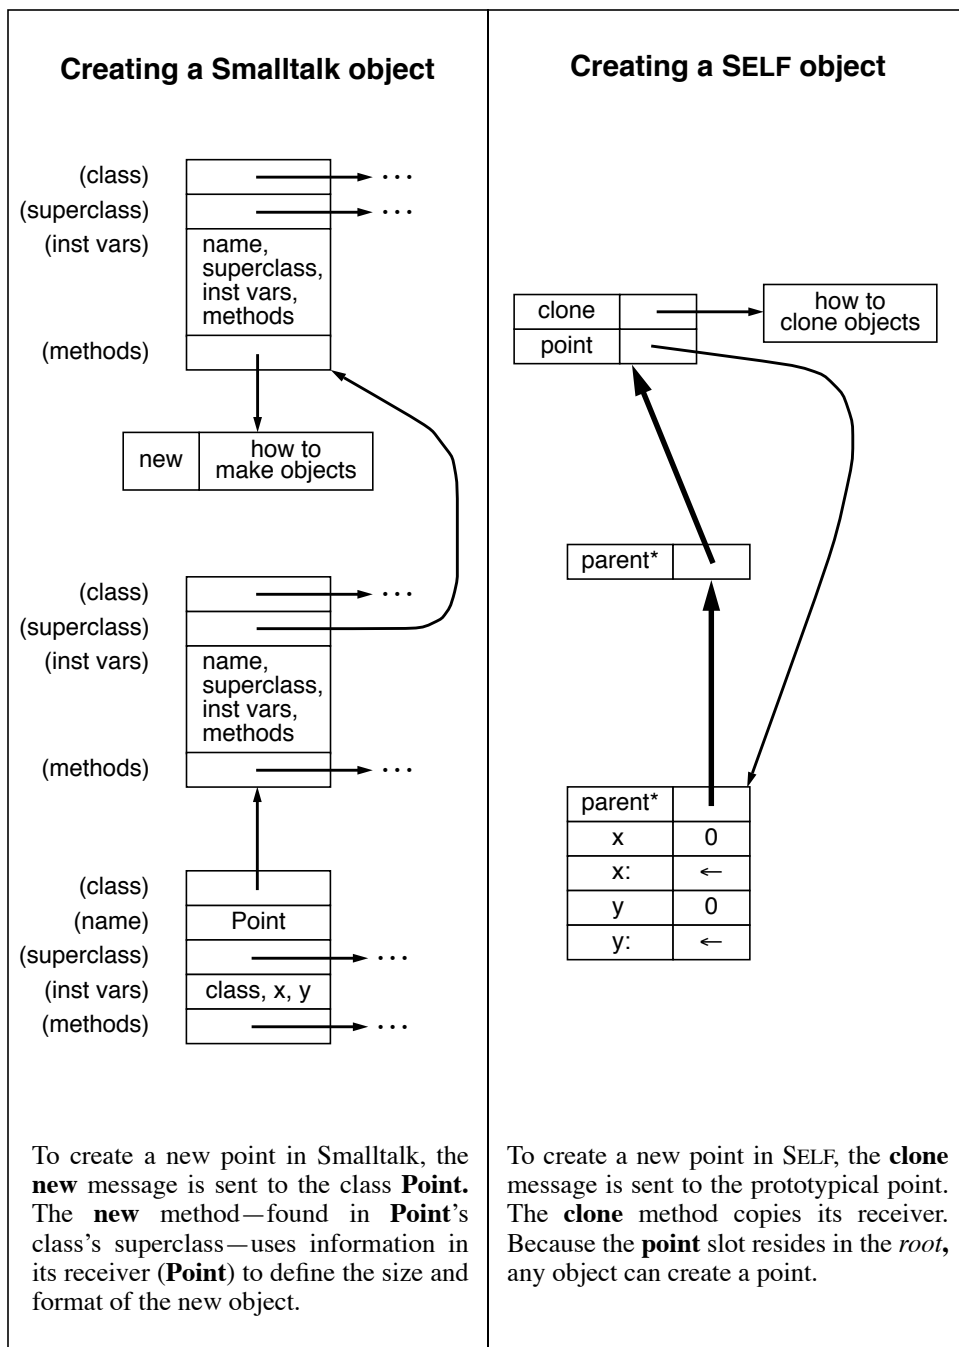 Creating a Smalltalk object
(class)
· · ·
(superclass)
· · ·
(inst vars)
name,
superclass,
inst vars,
methods
(methods)
new
how to
make objects
(class)
· · ·
(superclass)
(inst vars)
name,
superclass,
inst vars,
methods
(methods)
· · ·
(class)
(name)
Point
(superclass)
· · ·
(inst vars)
class, x, y
(methods)
· · ·
To create a new point in Smalltalk, the
new message is sent to the class Point.
The new method—found in Point's
class's superclass—uses information in
its receiver (Point) to define the size and
format of the new object.
Creating a SELF object
clone
how to
clone objects
point
parent*
parent*
x
0
x:
←
y
0
y:
←
To create a new point in SELF, the clone
message is sent to the prototypical point.
The clone method copies its receiver.
Because the point slot resides in the root,
any object can create a point.